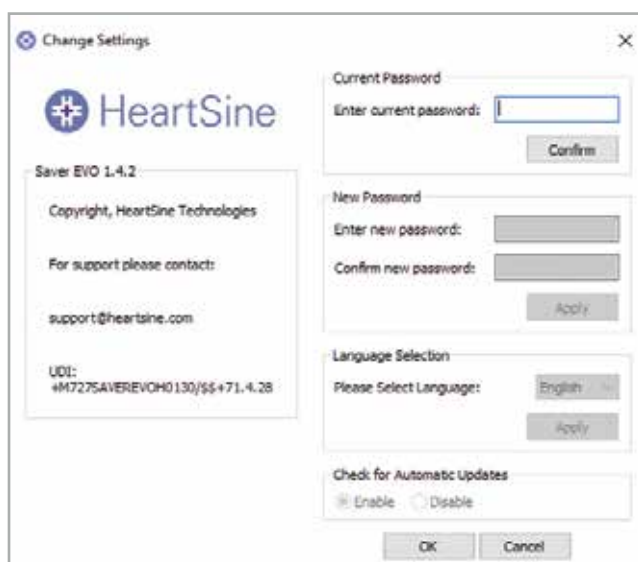 Change Settings
HeartSine
Saver EVO 1.4.2
Copyright, HeartSine Technologies
For support please contact:
support@heartsine.com
UDI:
+M727SAVEREVOH0130/$$+71.4.28
Current Password
Enter current password:
Confirm
New Password
Enter new password:
Confirm new password:
Apply
Language Selection
Please Select Language: English
Apply
Check for Automatic Updates
Enable Disable
OK Cancel